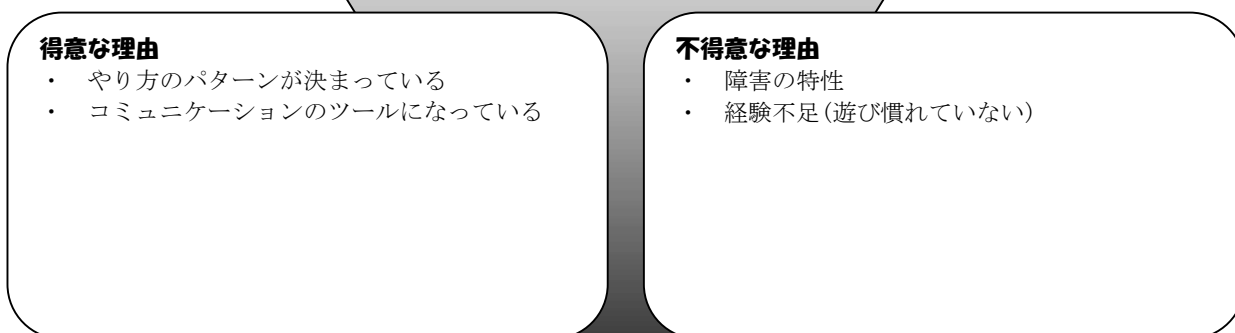 得意な理由
・ やり方のパターンが決まっている
・ コミュニケーションのツールになっている
不得意な理由
・ 障害の特性
・ 経験不足(遊び慣れていない)